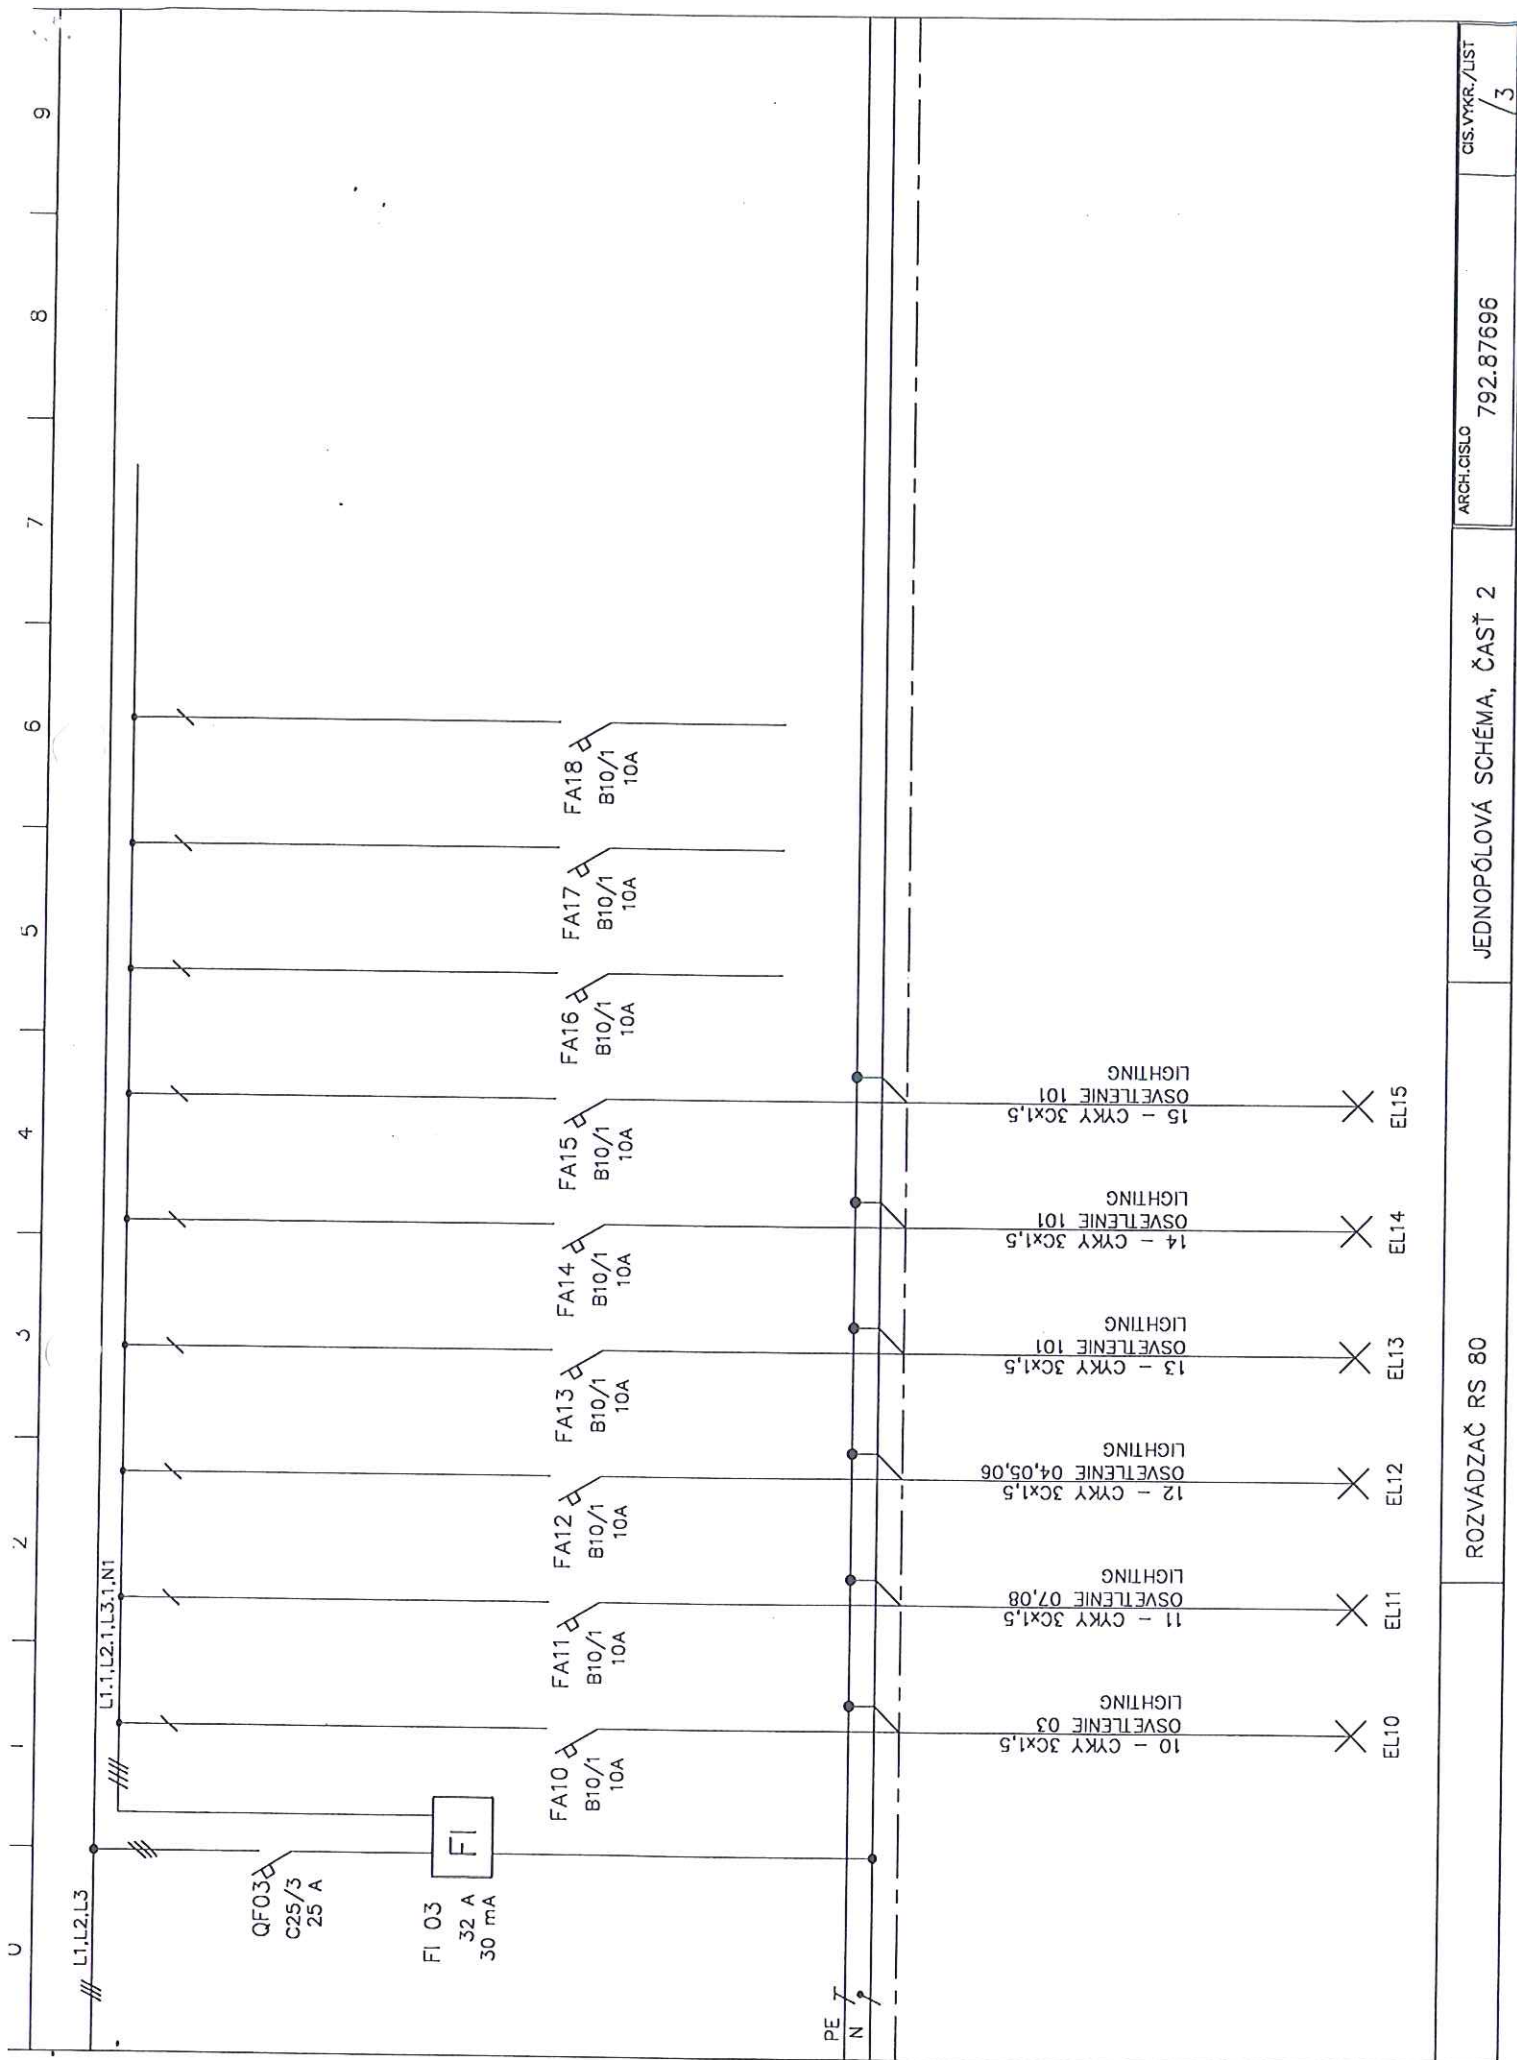 0 1 2 3 4 5 6 7 8 9
L1,L2,L3
L1.1,L2.1,L3.1,N1
QF03
C25/3
25 A
FI
FI 03
32 A
30 mA
FA10
B10/1
10A
FA11
B10/1
10A
FA12
B10/1
10A
FA13
B10/1
10A
FA14
B10/1
10A
FA15
B10/1
10A
FA16
B10/1
10A
FA17
B10/1
10A
FA18
B10/1
10A
PE
N
10 – CYKY 3Cx1,5
OSVETLENIE 03
LIGHTING
11 – CYKY 3Cx1,5
OSVETLENIE 07,08
LIGHTING
12 – CYKY 3Cx1,5
OSVETLENIE 04,05,06
LIGHTING
13 – CYKY 3Cx1,5
OSVETLENIE 101
LIGHTING
14 – CYKY 3Cx1,5
OSVETLENIE 101
LIGHTING
15 – CYKY 3Cx1,5
OSVETLENIE 101
LIGHTING
EL10
EL11
EL12
EL13
EL14
EL15
ROZVÁDZAČ RS 80
JEDNOPÓLOVÁ SCHÉMA, ČASŤ 2
ARCH.CISLO
792.87696
CIS.VYKR./LIST
/3